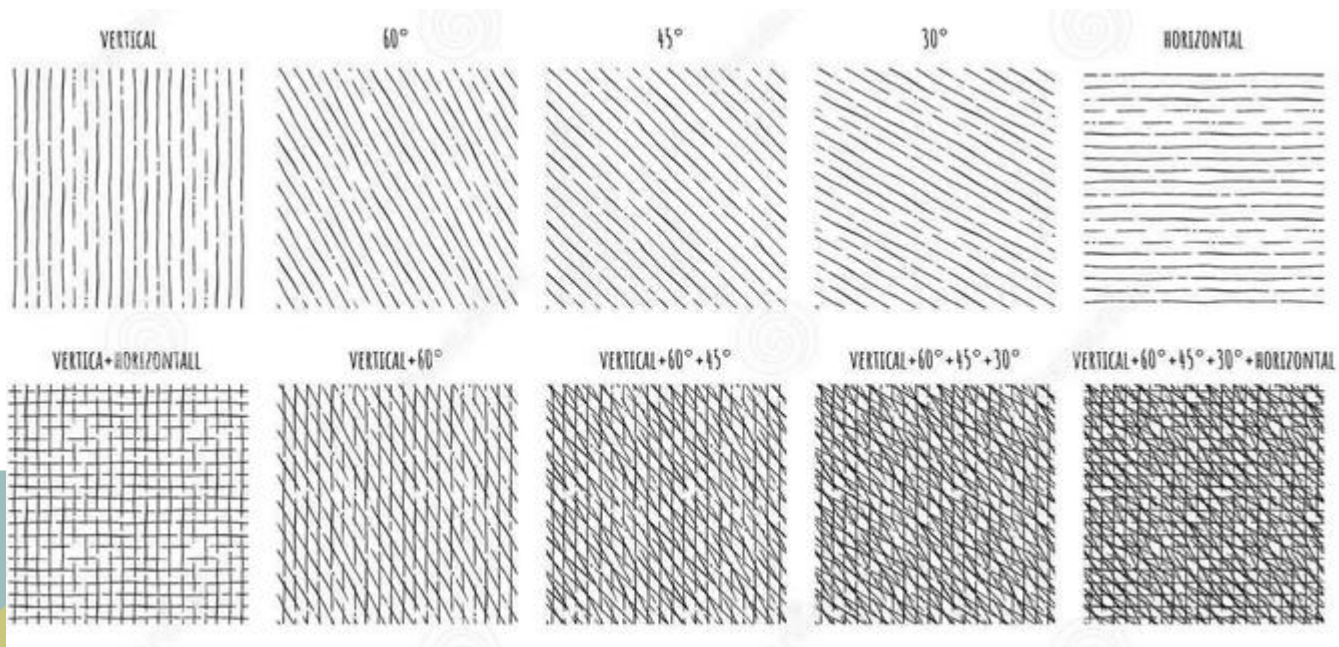 VERTICAL
60°
45°
30°
HORIZONTAL
VERTICA+HORIZONTALL
VERTICAL+60°
VERTICAL+60°+45°
VERTICAL+60°+45°+30°
VERTICAL+60°+45°+30°+HORIZONTAL